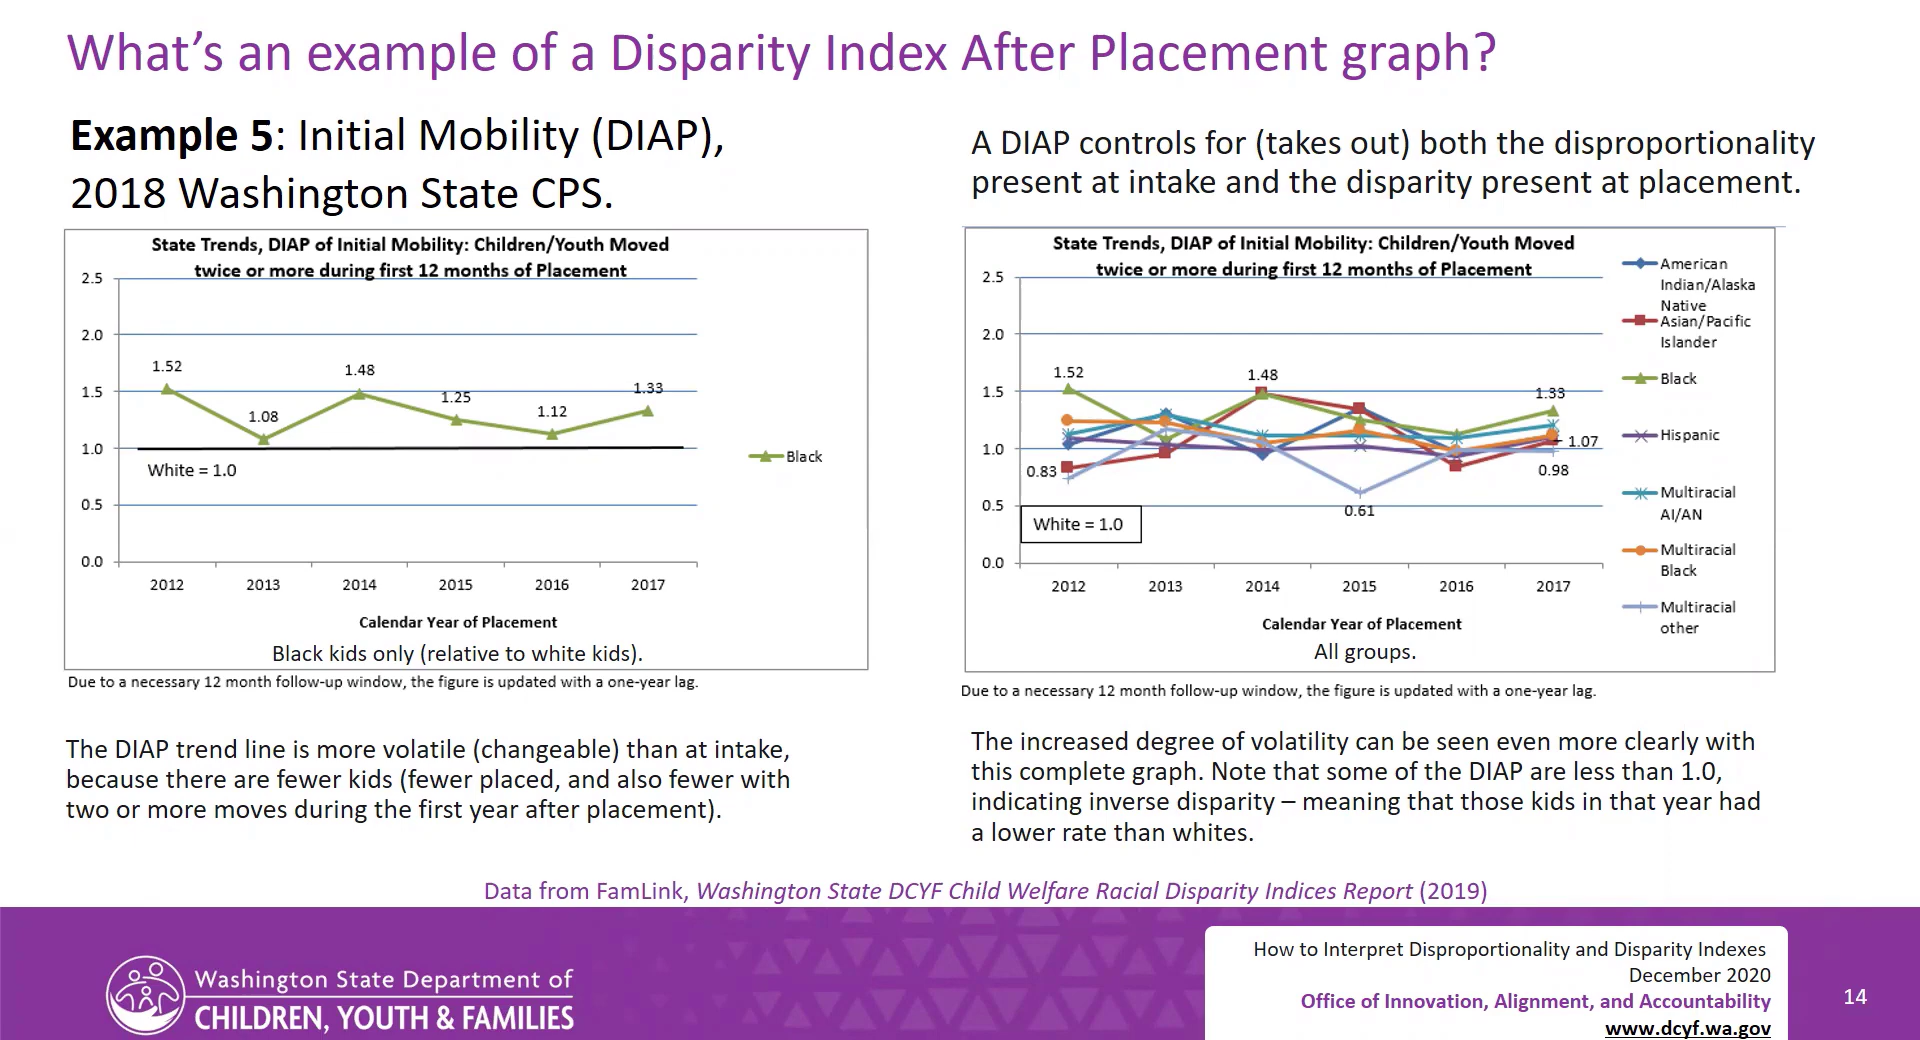 What's an example of a Disparity Index After Placement graph?
Example 5: Initial Mobility (DIAP),
2018 Washington State CPS.
State Trends, DIAP of Initial Mobility: Children/Youth Moved
twice or more during first 12 months of Placement
2.5
2.0
1.5
1.0
0.5
0.0
1.52
1.08
1.48
1.25
1.12
1.33
White = 1.0
Black
2012 2013 2014 2015 2016 2017
Calendar Year of Placement
Black kids only (relative to white kids).
Due to a necessary 12 month follow-up window, the figure is updated with a one-year lag.
The DIAP trend line is more volatile (changeable) than at intake,
because there are fewer kids (fewer placed, and also fewer with
two or more moves during the first year after placement).
A DIAP controls for (takes out) both the disproportionality
present at intake and the disparity present at placement.
State Trends, DIAP of Initial Mobility: Children/Youth Moved
twice or more during first 12 months of Placement
2.5
2.0
1.5
1.0
0.5
0.0
1.52
1.48
1.33
1.07
0.98
0.83
0.61
White = 1.0
American
Indian/Alaska
Native
Asian/Pacific
Islander
Black
Hispanic
Multiracial
AI/AN
Multiracial
Black
Multiracial
other
2012 2013 2014 2015 2016 2017
Calendar Year of Placement
All groups.
Due to a necessary 12 month follow-up window, the figure is updated with a one-year lag.
The increased degree of volatility can be seen even more clearly with
this complete graph. Note that some of the DIAP are less than 1.0,
indicating inverse disparity – meaning that those kids in that year had
a lower rate than whites.
Data from FamLink, Washington State DCYF Child Welfare Racial Disparity Indices Report (2019)
Washington State Department of
CHILDREN, YOUTH & FAMILIES
How to Interpret Disproportionality and Disparity Indexes
December 2020
Office of Innovation, Alignment, and Accountability
www.dcyf.wa.gov
14